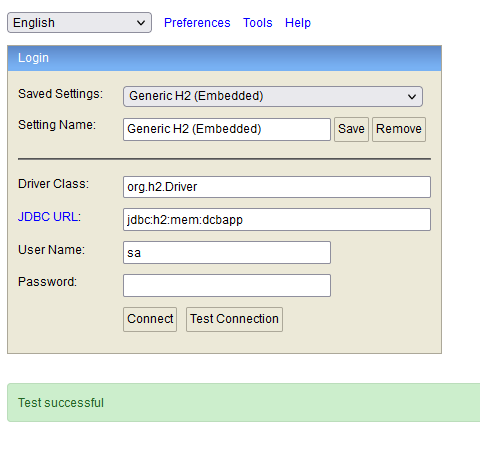 English Preferences Tools Help
Login
Saved Settings: Generic H2 (Embedded)
Setting Name: Generic H2 (Embedded) Save Remove
Driver Class: org.h2.Driver
JDBC URL: jdbc:h2:mem:dcbapp
User Name: sa
Password:
Connect Test Connection
Test successful